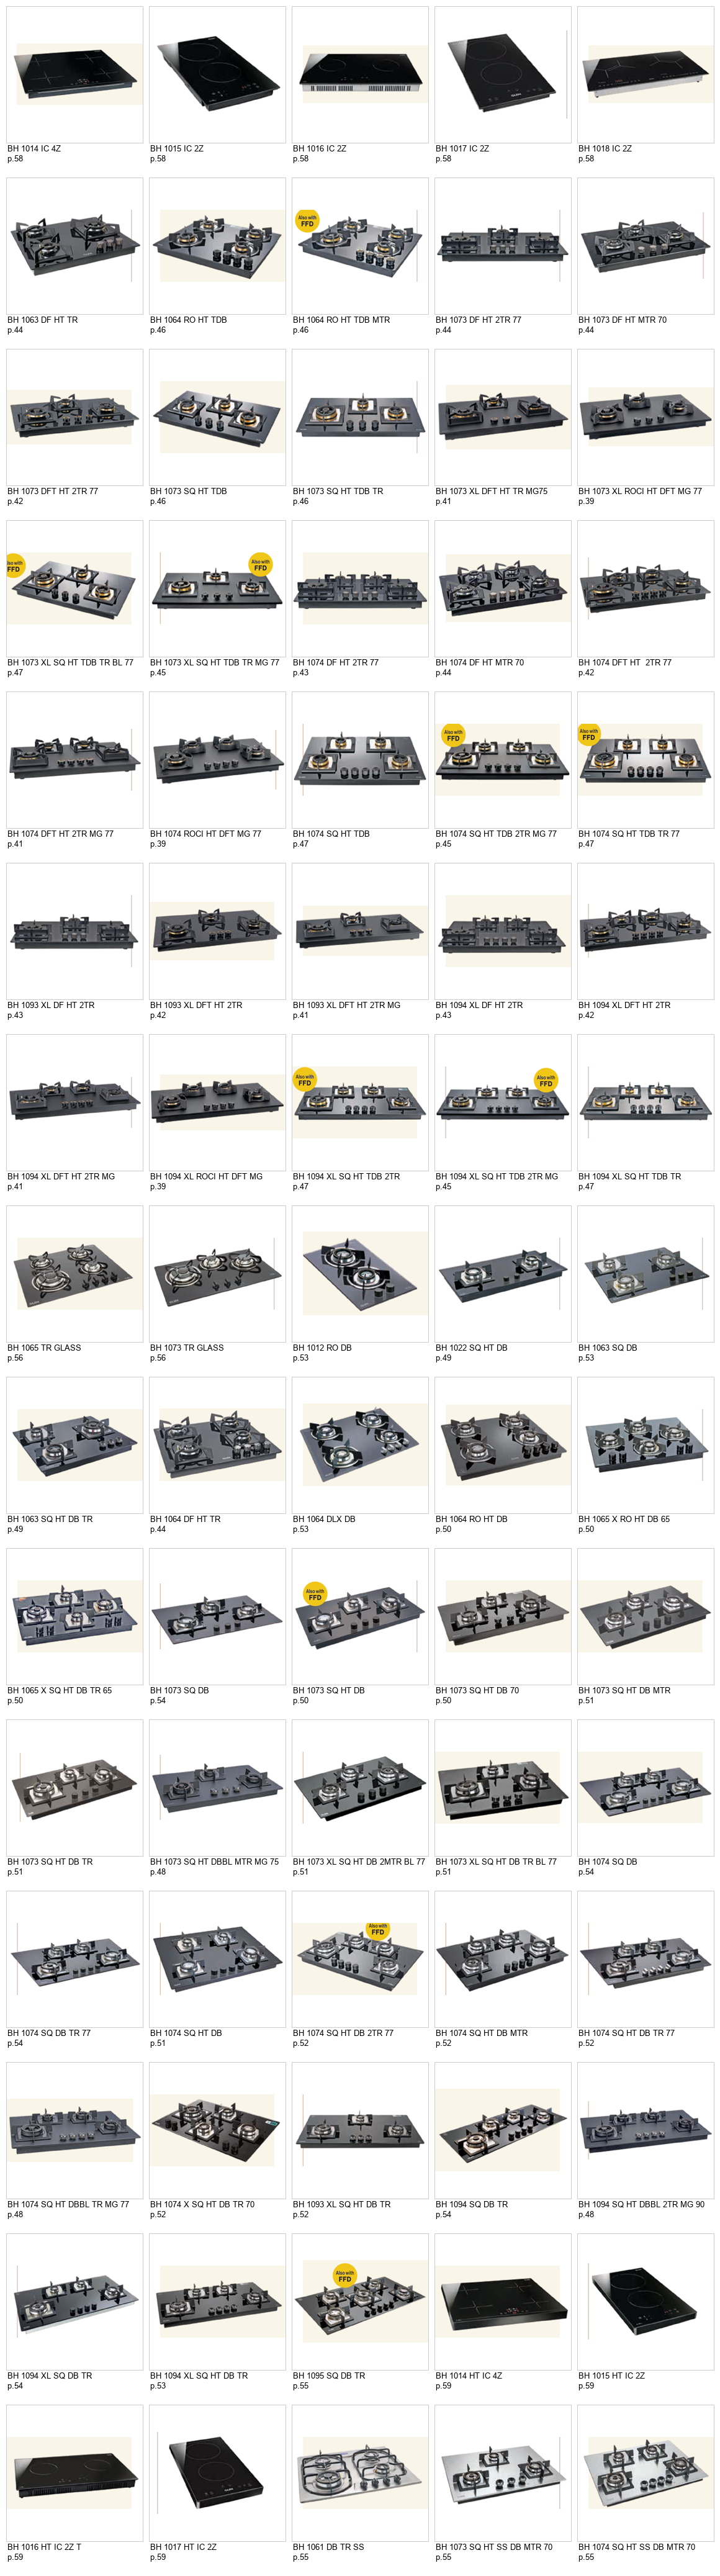 BH 1014 IC 4Z
p.58
BH 1015 IC 2Z
p.58
BH 1016 IC 2Z
p.58
BH 1017 IC 2Z
p.58
BH 1018 IC 2Z
p.58
BH 1063 DF HT TR
p.44
BH 1064 RO HT TDB
p.46
Also with
FFD
BH 1064 RO HT TDB MTR
p.46
BH 1073 DF HT 2TR 77
p.44
BH 1073 DF HT MTR 70
p.44
BH 1073 DFT HT 2TR 77
p.42
BH 1073 SQ HT TDB
p.46
BH 1073 SQ HT TDB TR
p.46
BH 1073 XL DFT HT TR MG75
p.41
BH 1073 XL ROCI HT DFT MG 77
p.39
Also with
FFD
BH 1073 XL SQ HT TDB TR BL 77
p.47
Also with
FFD
BH 1073 XL SQ HT TDB TR MG 77
p.45
BH 1074 DF HT 2TR 77
p.43
BH 1074 DF HT MTR 70
p.44
BH 1074 DFT HT  2TR 77
p.42
BH 1074 DFT HT 2TR MG 77
p.41
BH 1074 ROCI HT DFT MG 77
p.39
BH 1074 SQ HT TDB
p.47
Also with
FFD
BH 1074 SQ HT TDB 2TR MG 77
p.45
Also with
FFD
BH 1074 SQ HT TDB TR 77
p.47
BH 1093 XL DF HT 2TR
p.43
BH 1093 XL DFT HT 2TR
p.42
BH 1093 XL DFT HT 2TR MG
p.41
BH 1094 XL DF HT 2TR
p.43
BH 1094 XL DFT HT 2TR
p.42
BH 1094 XL DFT HT 2TR MG
p.41
BH 1094 XL ROCI HT DFT MG
p.39
Also with
FFD
BH 1094 XL SQ HT TDB 2TR
p.47
Also with
FFD
BH 1094 XL SQ HT TDB 2TR MG
p.45
BH 1094 XL SQ HT TDB TR
p.47
BH 1065 TR GLASS
p.56
BH 1073 TR GLASS
p.56
BH 1012 RO DB
p.53
BH 1022 SQ HT DB
p.49
BH 1063 SQ DB
p.53
BH 1063 SQ HT DB TR
p.49
BH 1064 DF HT TR
p.44
BH 1064 DLX DB
p.53
BH 1064 RO HT DB
p.50
BH 1065 X RO HT DB 65
p.50
BH 1065 X SQ HT DB TR 65
p.50
BH 1073 SQ DB
p.54
Also with
FFD
BH 1073 SQ HT DB
p.50
BH 1073 SQ HT DB 70
p.50
BH 1073 SQ HT DB MTR
p.51
BH 1073 SQ HT DB TR
p.51
BH 1073 SQ HT DBBL MTR MG 75
p.48
BH 1073 XL SQ HT DB 2MTR BL 77
p.51
BH 1073 XL SQ HT DB TR BL 77
p.51
BH 1074 SQ DB
p.54
BH 1074 SQ DB TR 77
p.54
BH 1074 SQ HT DB
p.51
Also with
FFD
BH 1074 SQ HT DB 2TR 77
p.52
BH 1074 SQ HT DB MTR
p.52
BH 1074 SQ HT DB TR 77
p.52
BH 1074 SQ HT DBBL TR MG 77
p.48
BH 1074 X SQ HT DB TR 70
p.52
BH 1093 XL SQ HT DB TR
p.52
BH 1094 SQ DB TR
p.54
BH 1094 SQ HT DBBL 2TR MG 90
p.48
BH 1094 XL SQ DB TR
p.54
BH 1094 XL SQ HT DB TR
p.53
Also with
FFD
BH 1095 SQ DB TR
p.55
BH 1014 HT IC 4Z
p.59
BH 1015 HT IC 2Z
p.59
BH 1016 HT IC 2Z T
p.59
BH 1017 HT IC 2Z
p.59
BH 1061 DB TR SS
p.55
BH 1073 SQ HT SS DB MTR 70
p.55
BH 1074 SQ HT SS DB MTR 70
p.55